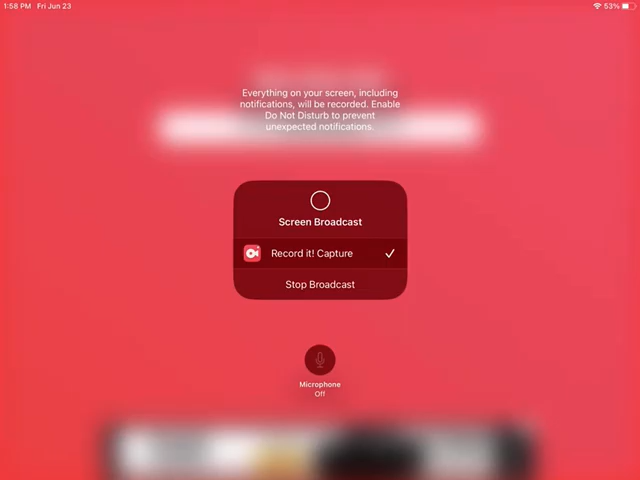 1:58 PM Fri Jun 23
53%
Everything on your screen, including
notifications, will be recorded. Enable
Do Not Disturb to prevent
unexpected notifications.
Screen Broadcast
Record it! Capture
Stop Broadcast
Microphone
Off